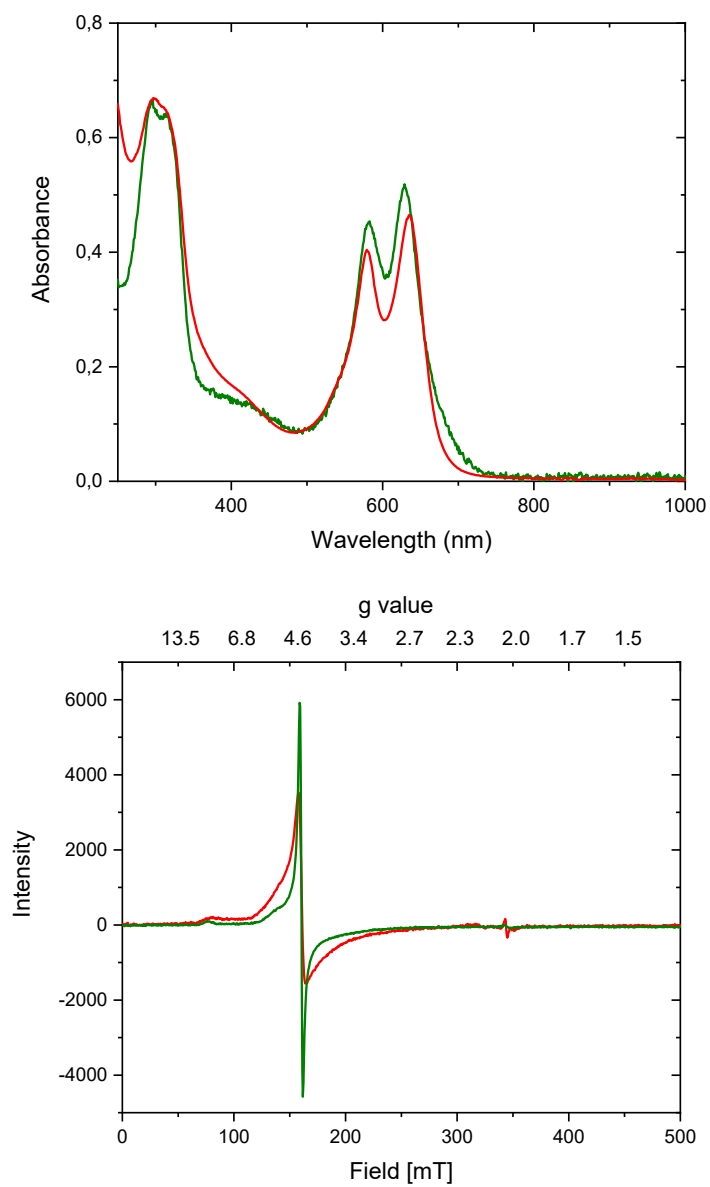 0,8
0,6
0,4
0,2
0,0
Absorbance
400 600 800 1000
Wavelength (nm)
g value
13.5 6.8 4.6 3.4 2.7 2.3 2.0 1.7 1.5
6000
4000
2000
0
-2000
-4000
Intensity
0 100 200 300 400 500
Field [mT]